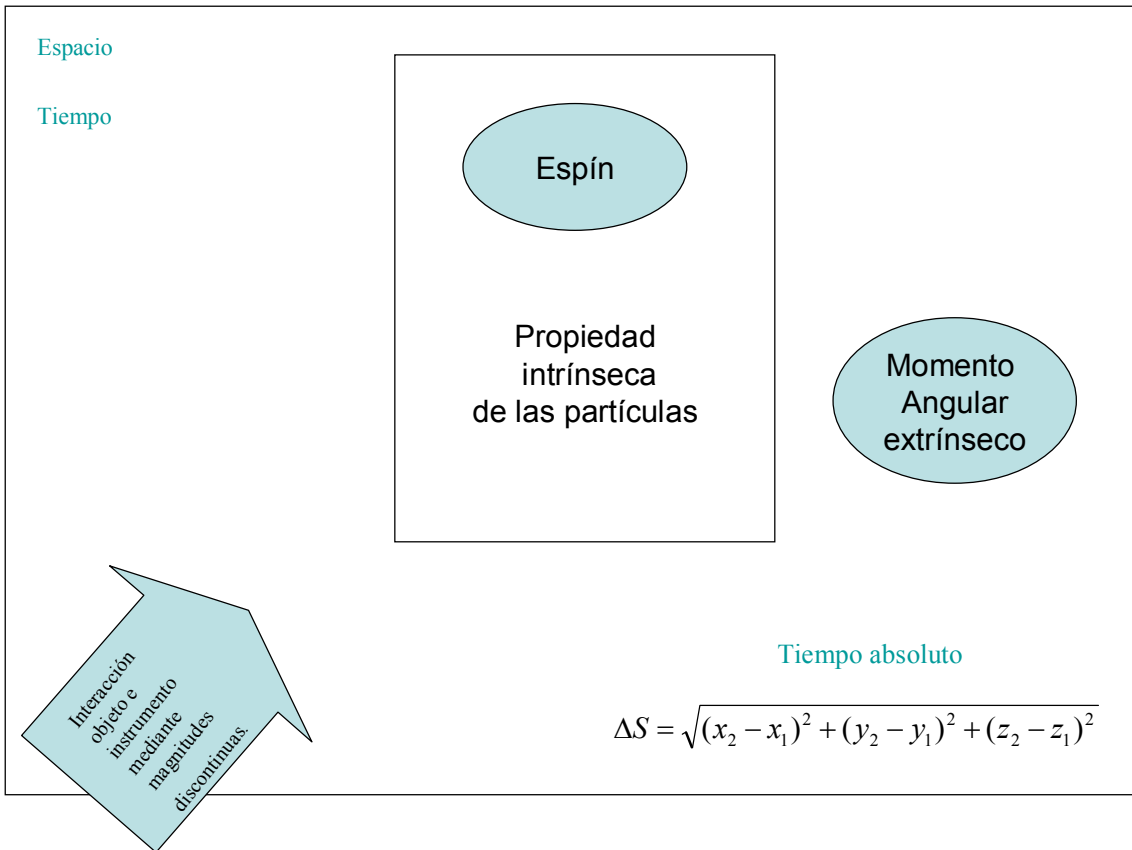 Espacio
Tiempo
Espín
Propiedad
intrínseca
de las partículas
Momento
Angular
extrínseco
Interacción
objeto e
instrumento
mediante
magnitudes
discontinuas.
Tiempo absoluto
ΔS = √(x₂ − x₁)² + (y₂ − y₁)² + (z₂ − z₁)²